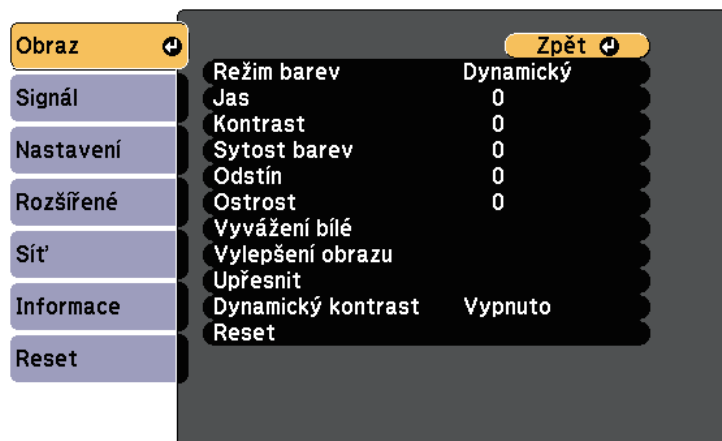 Obraz
Signál
Nastavení
Rozšířené
Síť
Informace
Reset
Zpět
Režim barev Dynamický
Jas 0
Kontrast 0
Sytost barev 0
Odstín 0
Ostrost 0
Vyvážení bílé
Vylepšení obrazu
Upřesnit
Dynamický kontrast Vypnuto
Reset